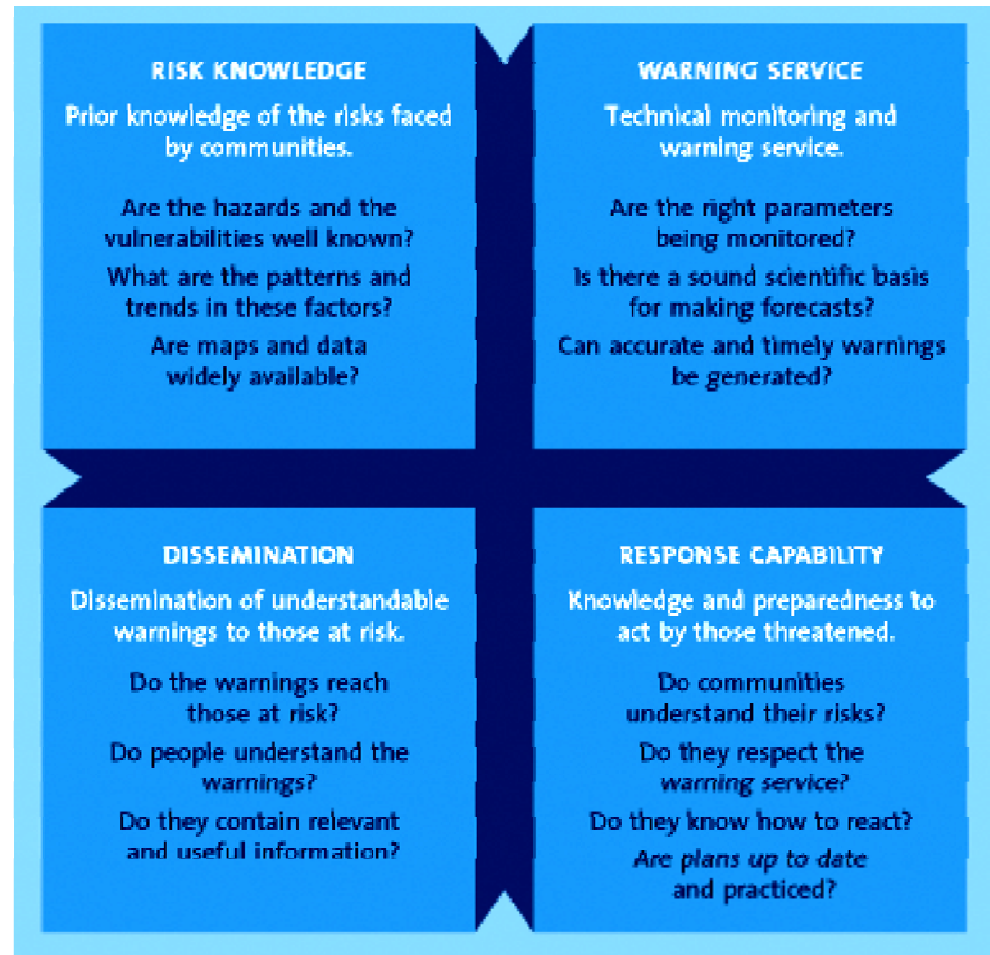 RISK KNOWLEDGE
Prior knowledge of the risks faced
by communities.
Are the hazards and the
vulnerabilities well known?
What are the patterns and
trends in these factors?
Are maps and data
widely available?
WARNING SERVICE
Technical monitoring and
warning service.
Are the right parameters
being monitored?
Is there a sound scientific basis
for making forecasts?
Can accurate and timely warnings
be generated?
DISSEMINATION
Dissemination of understandable
warnings to those at risk.
Do the warnings reach
those at risk?
Do people understand the
warnings?
Do they contain relevant
and useful information?
RESPONSE CAPABILITY
Knowledge and preparedness to
act by those threatened.
Do communities
understand their risks?
Do they respect the
warning service?
Do they know how to react?
Are plans up to date
and practiced?